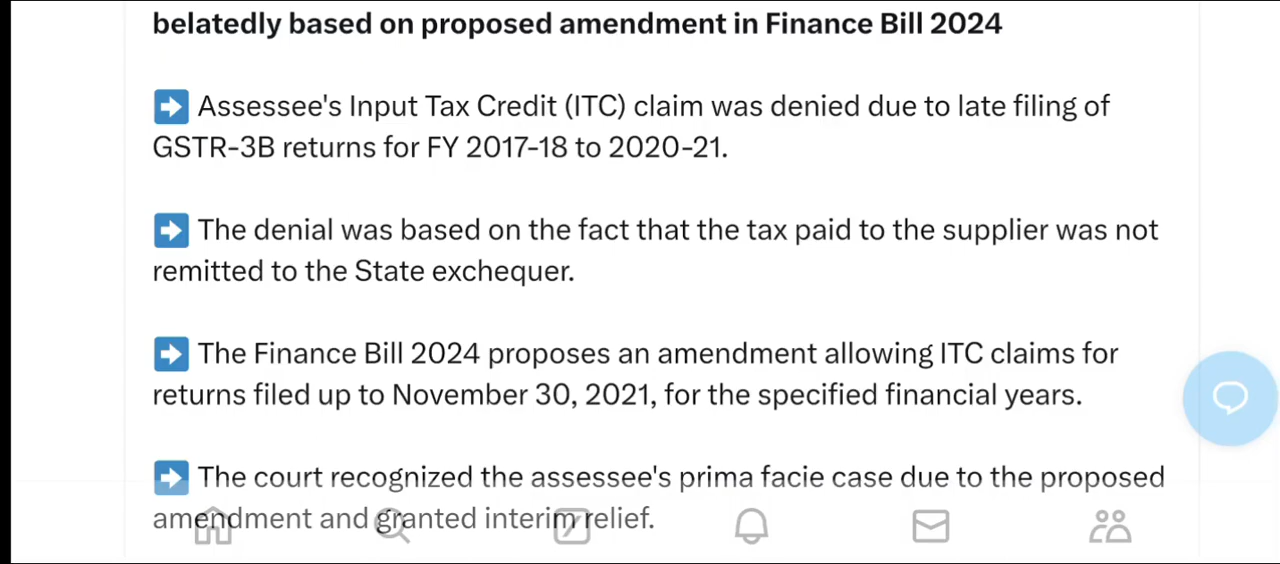 belatedly based on proposed amendment in Finance Bill 2024
➡️ Assessee's Input Tax Credit (ITC) claim was denied due to late filing of
GSTR-3B returns for FY 2017-18 to 2020-21.
➡️ The denial was based on the fact that the tax paid to the supplier was not
remitted to the State exchequer.
➡️ The Finance Bill 2024 proposes an amendment allowing ITC claims for
returns filed up to November 30, 2021, for the specified financial years.
➡️ The court recognized the assessee's prima facie case due to the proposed
amendment and granted interim relief.